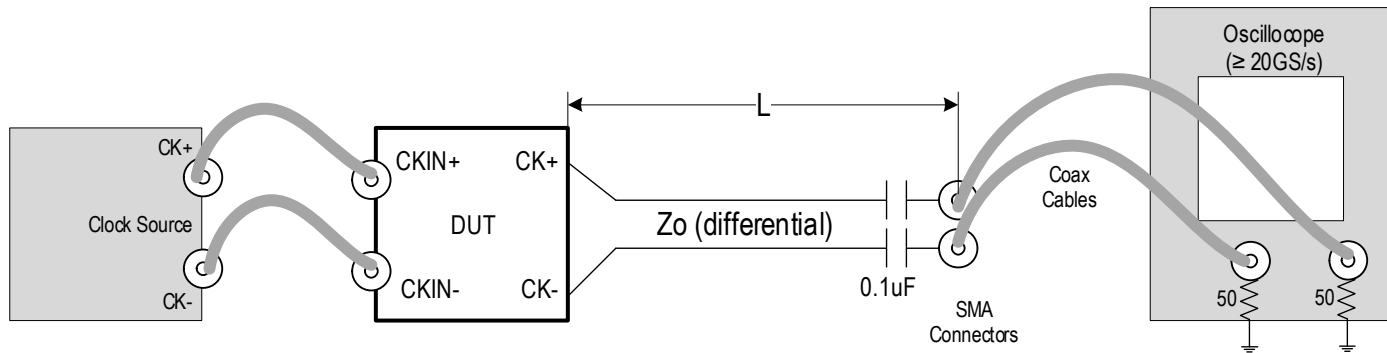 Oscillocope
(≥ 20GS/s)
L
CK+
CKIN+
CK+
Coax
Cables
Clock Source
DUT
Zo (differential)
CK-
CKIN-
CK-
0.1uF
50
50
SMA
Connectors